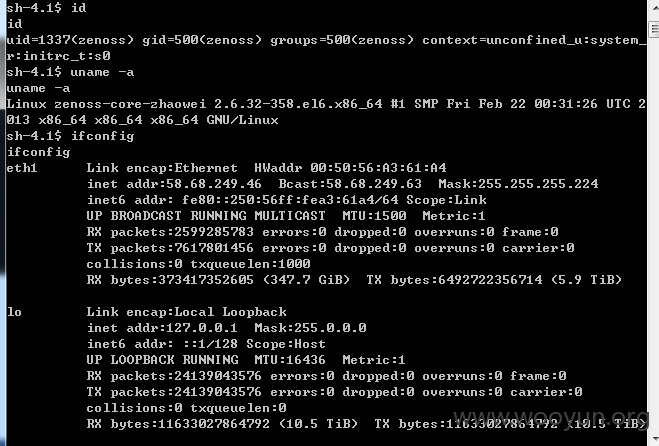 sh-4.1$ id
id
uid=1337(zenoss) gid=500(zenoss) groups=500(zenoss) context=unconfined_u:system_
r:initrc_t:s0
sh-4.1$ uname -a
uname -a
Linux zenoss-core-zhaowei 2.6.32-358.el6.x86_64 #1 SMP Fri Feb 22 00:31:26 UTC 2
013 x86_64 x86_64 x86_64 GNU/Linux
sh-4.1$ ifconfig
ifconfig
eth1      Link encap:Ethernet  HWaddr 00:50:56:A3:61:A4
          inet addr:58.68.249.46  Bcast:58.68.249.63  Mask:255.255.255.224
          inet6 addr: fe80::250:56ff:fea3:61a4/64 Scope:Link
          UP BROADCAST RUNNING MULTICAST  MTU:1500  Metric:1
          RX packets:2599285783 errors:0 dropped:0 overruns:0 frame:0
          TX packets:7617801456 errors:0 dropped:0 overruns:0 carrier:0
          collisions:0 txqueuelen:1000
          RX bytes:373417352605 (347.7 GiB)  TX bytes:6492722356714 (5.9 TiB)
lo        Link encap:Local Loopback
          inet addr:127.0.0.1  Mask:255.0.0.0
          inet6 addr: ::1/128 Scope:Host
          UP LOOPBACK RUNNING  MTU:16436  Metric:1
          RX packets:24139043576 errors:0 dropped:0 overruns:0 frame:0
          TX packets:24139043576 errors:0 dropped:0 overruns:0 carrier:0
          collisions:0 txqueuelen:0
          RX bytes:11633027864792 (10.5 TiB)  TX bytes:11633027864792 (10.5 TiB)
www.wooyun.org